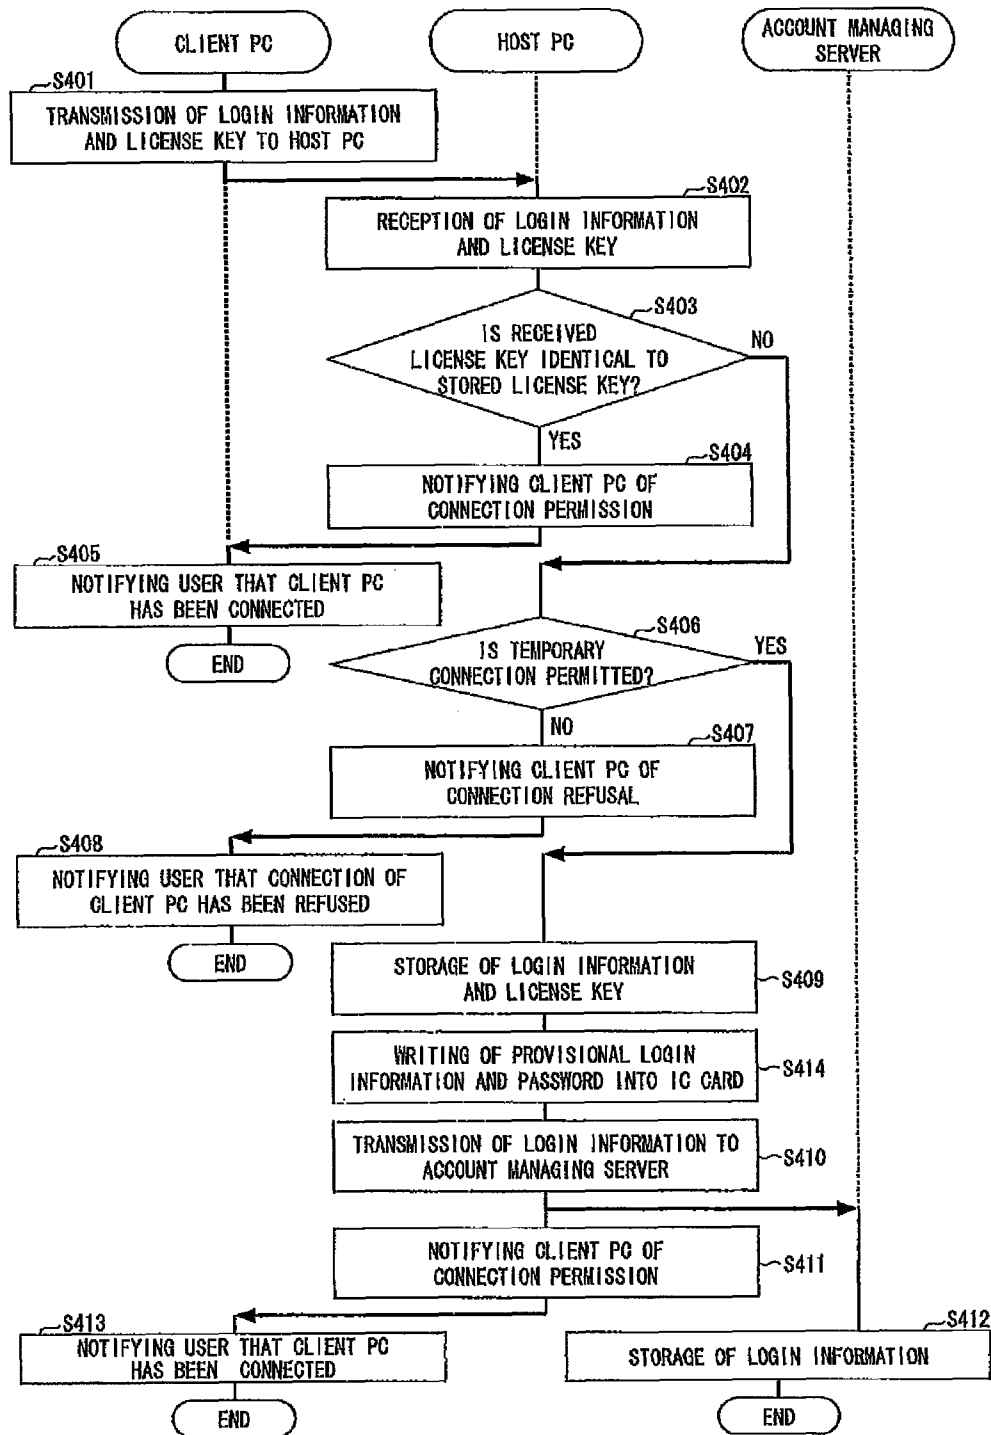 CLIENT PC
HOST PC
ACCOUNT MANAGING
SERVER
S401
TRANSMISSION OF LOGIN INFORMATION
AND LICENSE KEY TO HOST PC
S402
RECEPTION OF LOGIN INFORMATION
AND LICENSE KEY
S403
IS RECEIVED
LICENSE KEY IDENTICAL TO
STORED LICENSE KEY?
NO
YES
S404
NOTIFYING CLIENT PC OF
CONNECTION PERMISSION
S405
NOTIFYING USER THAT CLIENT PC
HAS BEEN CONNECTED
END
S406
IS TEMPORARY
CONNECTION PERMITTED?
YES
NO
S407
NOTIFYING CLIENT PC OF
CONNECTION REFUSAL
S408
NOTIFYING USER THAT CONNECTION OF
CLIENT PC HAS BEEN REFUSED
END
STORAGE OF LOGIN INFORMATION
AND LICENSE KEY
S409
WRITING OF PROVISIONAL LOGIN
INFORMATION AND PASSWORD INTO IC CARD
S414
TRANSMISSION OF LOGIN INFORMATION TO
ACCOUNT MANAGING SERVER
S410
NOTIFYING CLIENT PC OF
CONNECTION PERMISSION
S411
S413
NOTIFYING USER THAT CLIENT PC
HAS BEEN CONNECTED
END
S412
STORAGE OF LOGIN INFORMATION
END